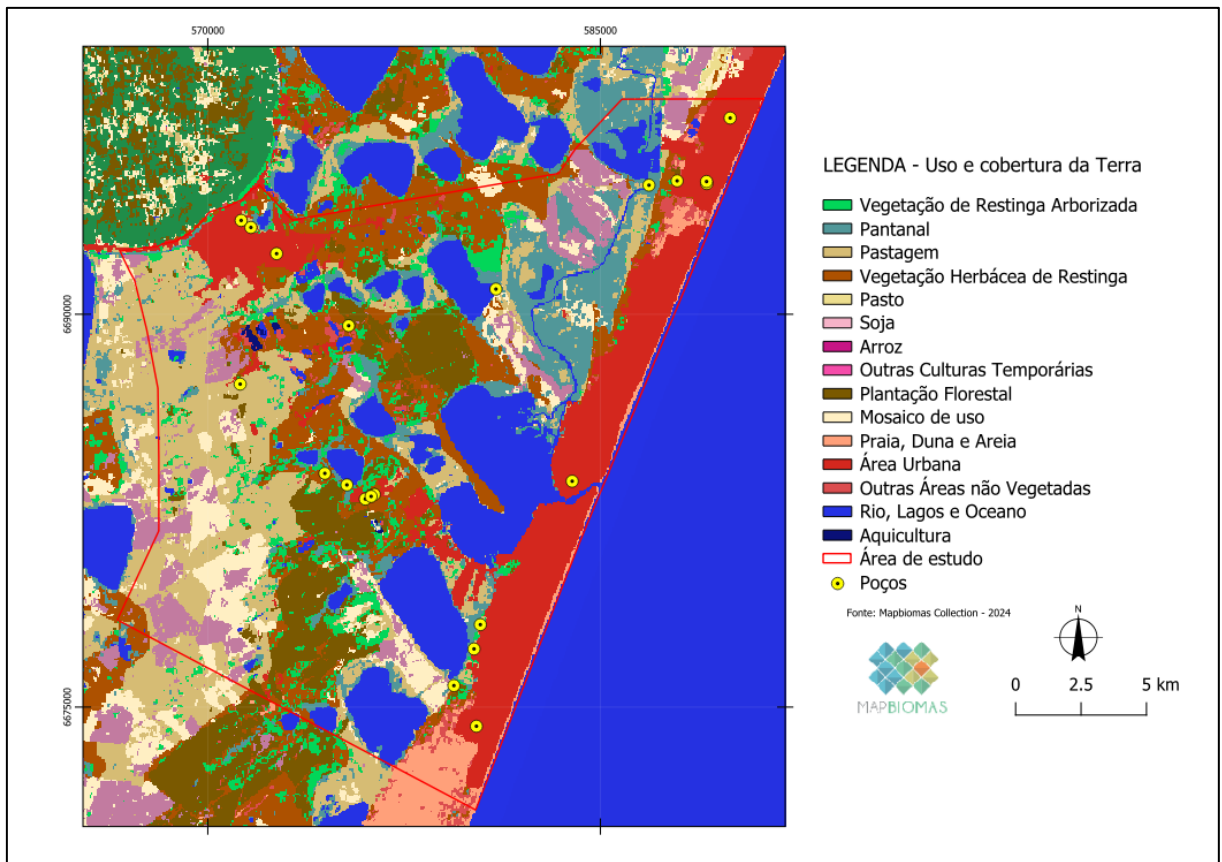 570000
585000
6690000
6675000
LEGENDA - Uso e cobertura da Terra
Vegetação de Restinga Arborizada
Pantanal
Pastagem
Vegetação Herbácea de Restinga
Pasto
Soja
Arroz
Outras Culturas Temporárias
Plantação Florestal
Mosaico de uso
Praia, Duna e Areia
Área Urbana
Outras Áreas não Vegetadas
Rio, Lagos e Oceano
Aquicultura
Área de estudo
Poços
Fonte: Mapbiomas Collection - 2024
N
MAPBIOMAS
0 2.5 5 km